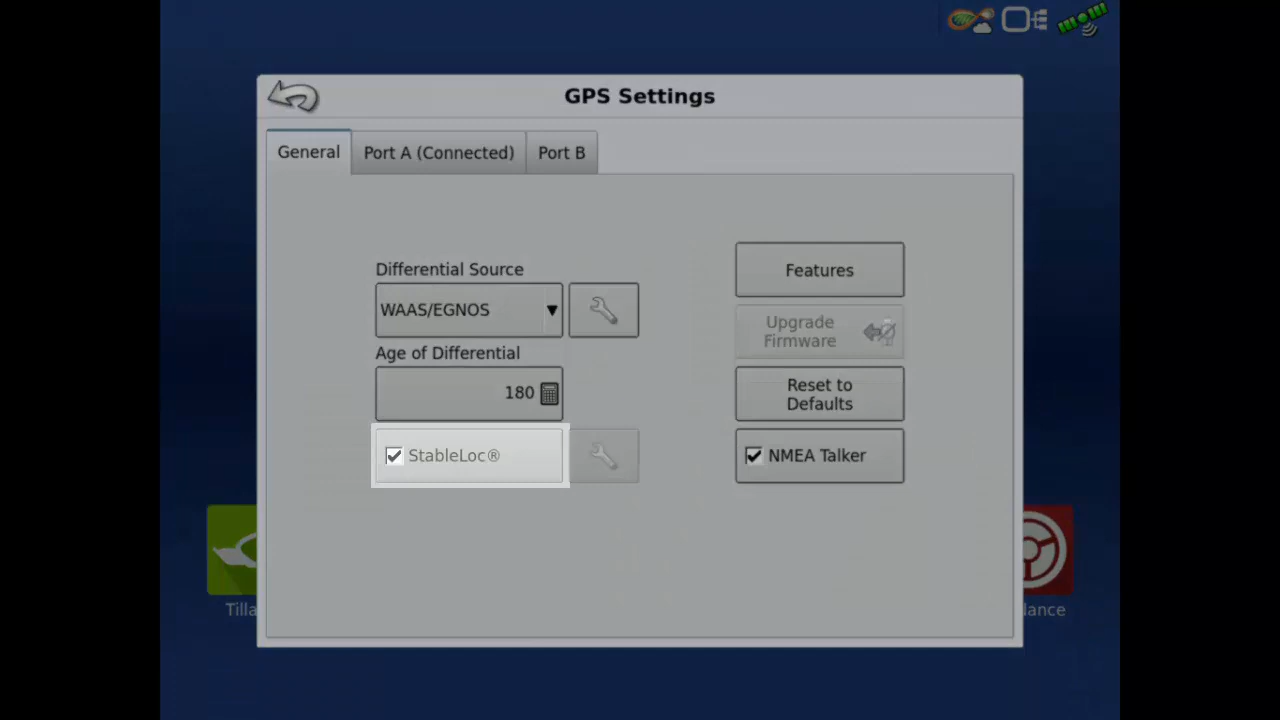 GPS Settings
General
Port A (Connected)
Port B
Differential Source
WAAS/EGNOS
Age of Differential
180
StableLoc®
Features
Upgrade
Firmware
Reset to
Defaults
NMEA Talker
Tilla
lance